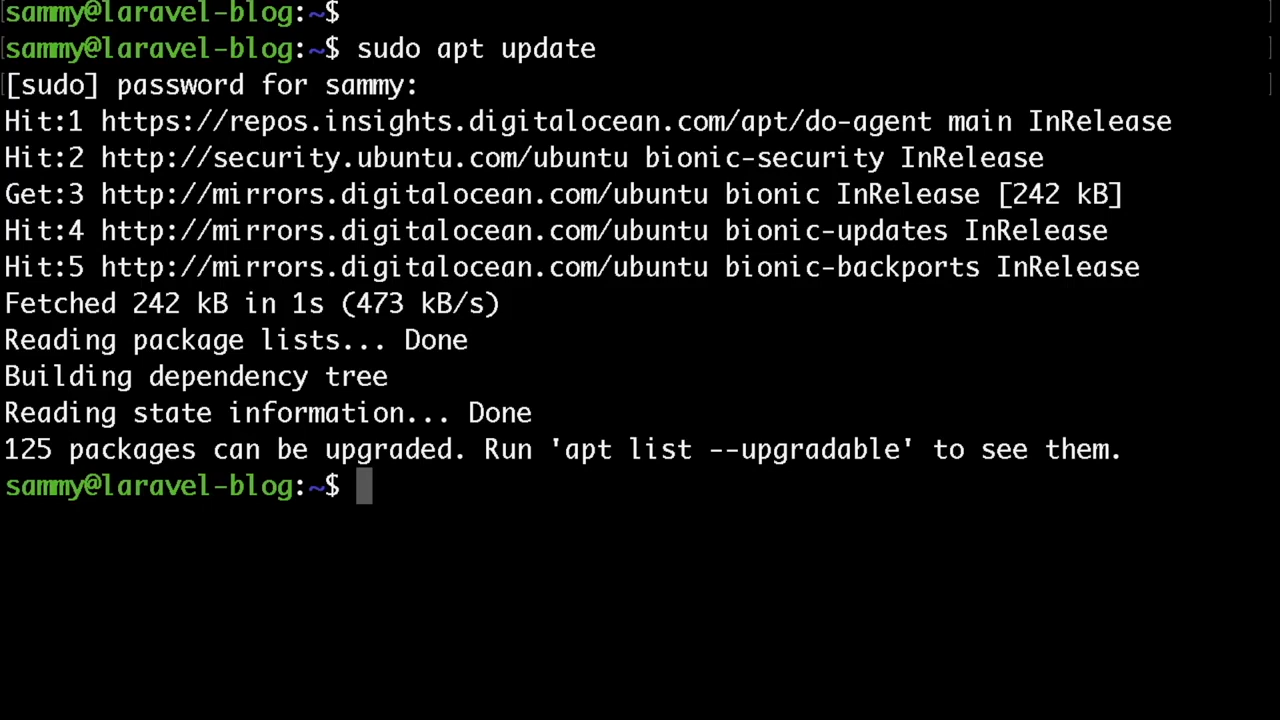 sammy@laravel-blog:~$
sammy@laravel-blog:~$ sudo apt update
[sudo] password for sammy:
Hit:1 https://repos.insights.digitalocean.com/apt/do-agent main InRelease
Hit:2 http://security.ubuntu.com/ubuntu bionic-security InRelease
Get:3 http://mirrors.digitalocean.com/ubuntu bionic InRelease [242 kB]
Hit:4 http://mirrors.digitalocean.com/ubuntu bionic-updates InRelease
Hit:5 http://mirrors.digitalocean.com/ubuntu bionic-backports InRelease
Fetched 242 kB in 1s (473 kB/s)
Reading package lists... Done
Building dependency tree
Reading state information... Done
125 packages can be upgraded. Run 'apt list --upgradable' to see them.
sammy@laravel-blog:~$